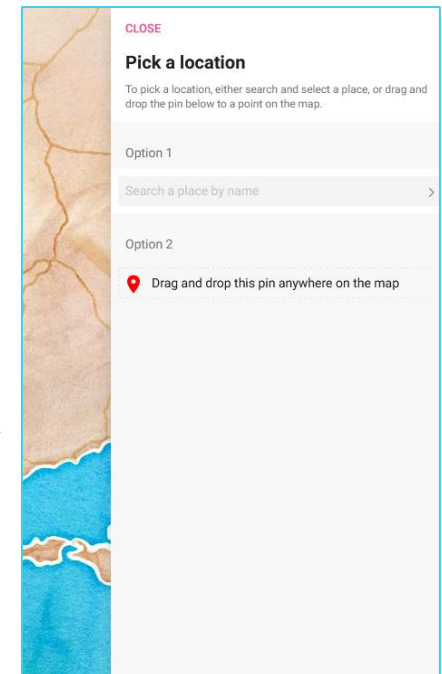 CLOSE
Pick a location
To pick a location, either search and select a place, or drag and
drop the pin below to a point on the map.
Option 1
Search a place by name
Option 2
Drag and drop this pin anywhere on the map